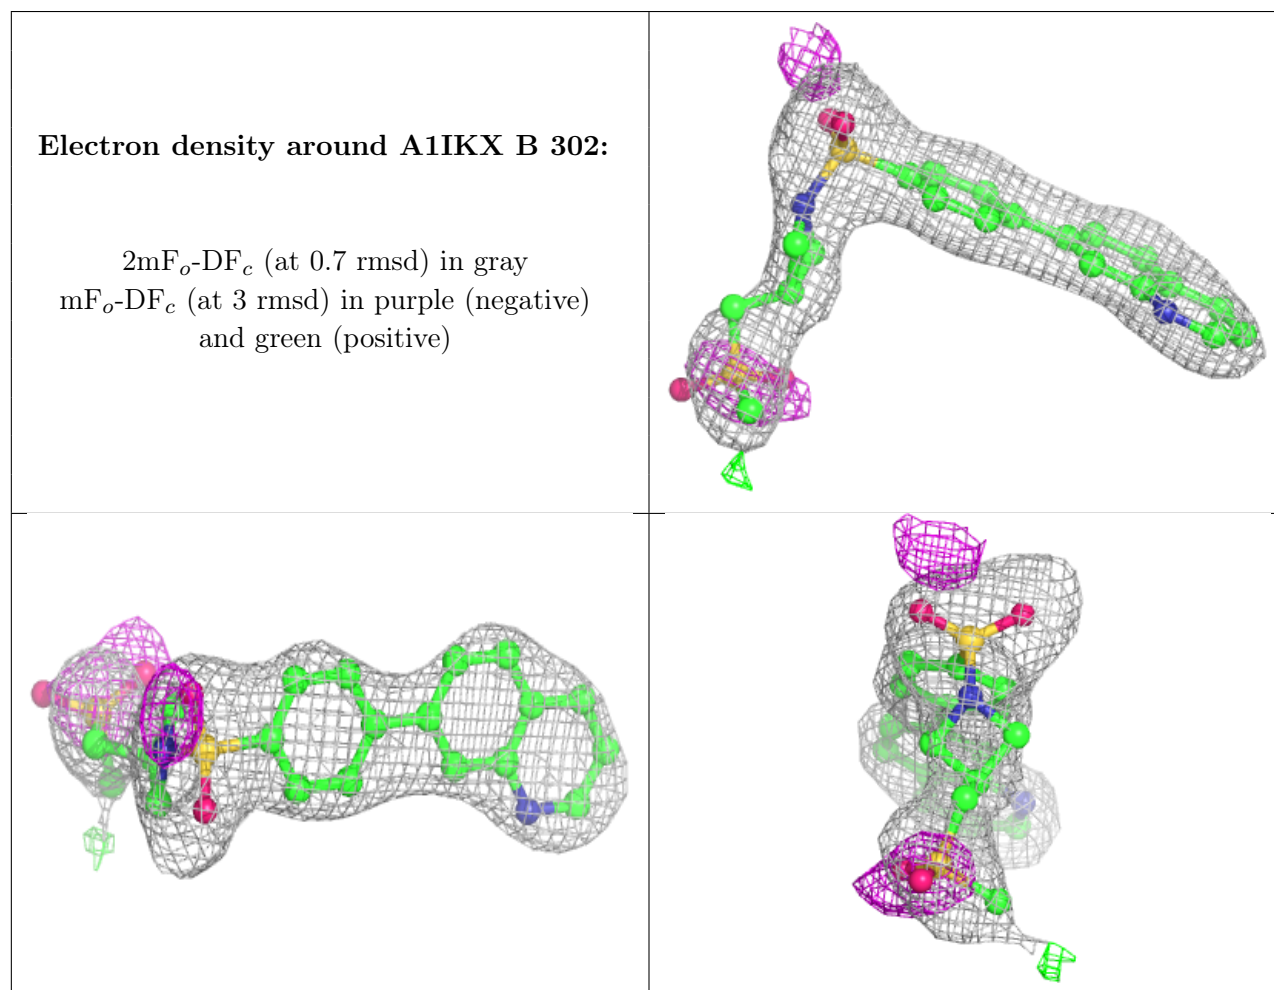 Electron density around A1IKX B 302:
2mFo-DFc (at 0.7 rmsd) in gray
mFo-DFc (at 3 rmsd) in purple (negative)
and green (positive)